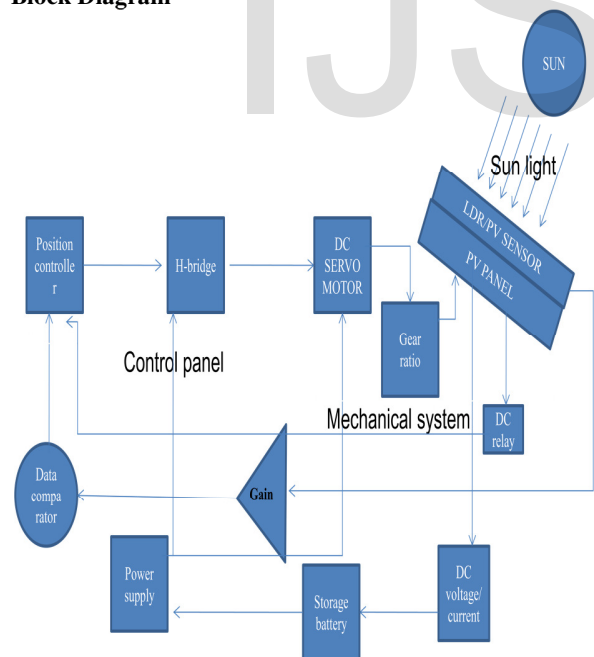 Block Diagram
IJS
SUN
Sun light
LDR/PV SENSOR
PV PANEL
Position
controlle
r
H-bridge
DC
SERVO
MOTOR
Gear
ratio
Control panel
Mechanical system
DC
relay
Data
compa
rator
Gain
Power
supply
Storage
battery
DC
voltage/
current